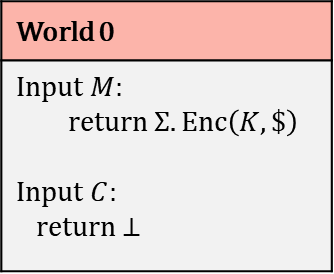 World 0
Input M:
return Σ. Enc(K, $)
Input C:
return ⊥